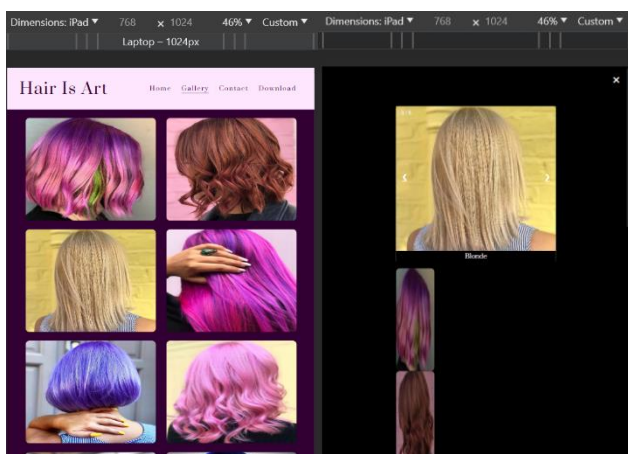 Dimensions: iPad ▼ 768 x 1024 46% ▼ Custom ▼
Laptop – 1024px
Hair Is Art
Home Gallery Contact Download
Dimensions: iPad ▼ 768 x 1024 46% ▼ Custom ▼
×
❮ ❯
Blonde